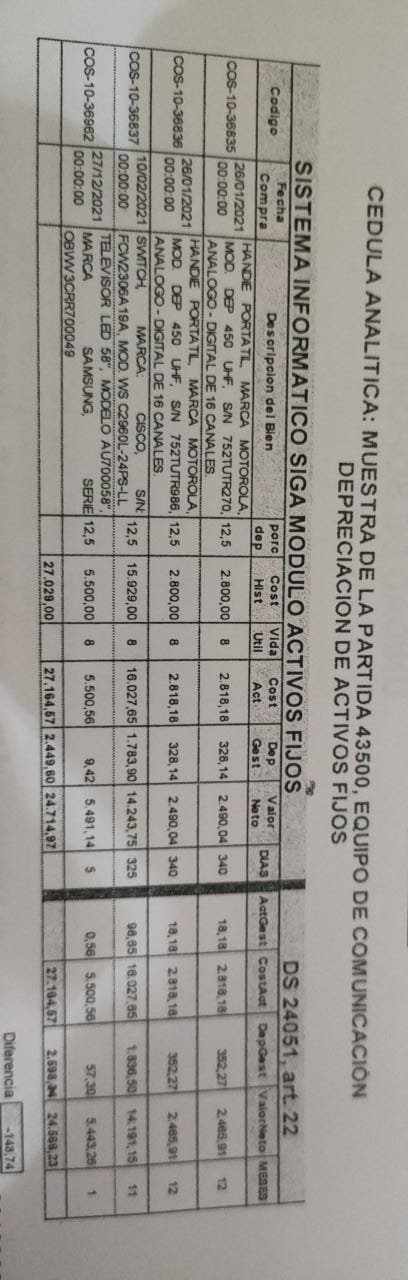 CEDULA ANALITICA: MUESTRA DE LA PARTIDA 43500, EQUIPO DE COMUNICACIÓN
DEPRECIACION DE ACTIVOS FIJOS
SISTEMA INFORMATICO SIGA MODULO ACTIVOS FIJOS DS 24051, art. 22
Codigo Fecha Compra Descripcion del Bien porc dep Cost Hist Vida Util Cost Act Dep Gest Valor Neto DIAS ActGest CostAct DepGest ValorNeto MESES
COS-10-36835 26/01/2021 00:00:00 HANDIE PORTATIL, MARCA MOTOROLA, MOD. DEP 450 UHF, S/N 752TUTR270, ANALOGO - DIGITAL DE 16 CANALES. 12,5 2.800,00 8 2.818,18 328,14 2.490,04 340 18,18 2.818,18 352,27 2.465,91 12
COS-10-36836 26/01/2021 00:00:00 HANDIE PORTATIL, MARCA MOTOROLA, MOD. DEP 450 UHF, S/N 752TUTR986, ANALOGO - DIGITAL DE 16 CANALES. 12,5 2.800,00 8 2.818,18 328,14 2.490,04 340 18,18 2.818,18 352,27 2.465,91 12
COS-10-36837 10/02/2021 00:00:00 SWITCH, MARCA: CISCO, S/N: FCW2306A19A, MOD. WS C2960L-24PS-LL 12,5 15.929,00 8 16.027,65 1.783,90 14.243,75 325 98,65 16.027,65 1.836,50 14.191,15 11
COS-10-36962 27/12/2021 00:00:00 TELEVISOR LED 58", MODELO AU700058", MARCA SAMSUNG, SERIE 0BWV3CRR700049 12,5 5.500,00 8 5.500,56 9,42 5.491,14 5 0,56 5.500,56 57,30 5.443,26 1
27.029,00 27.164,57 2.449,60 24.714,97 27.164,57 2.598,34 24.566,23
Diferencia -148,74